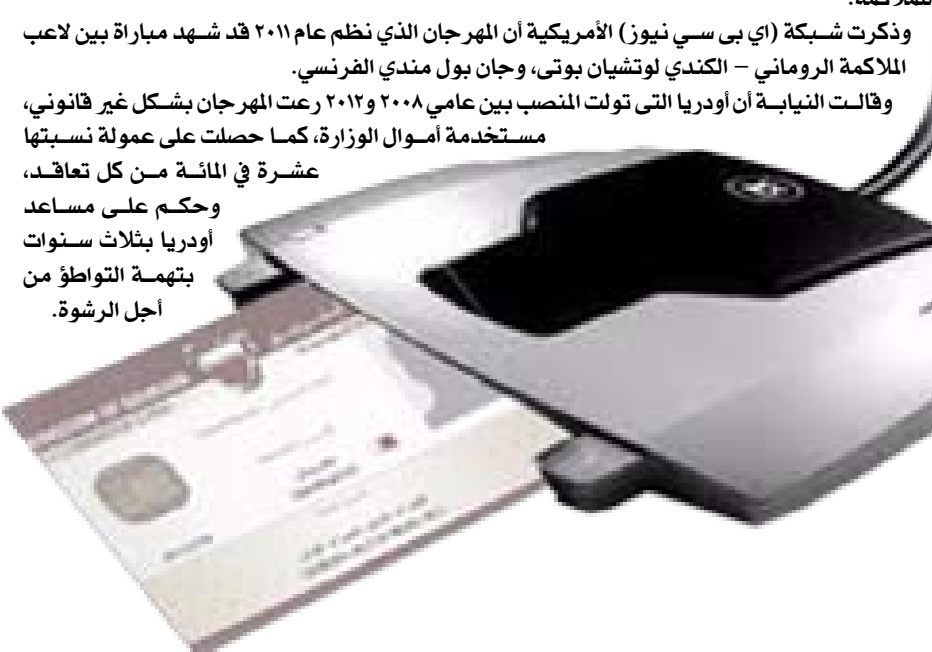 للملاكمة.
وذكرت شبكة (اي بى سي نيوز) الأمريكية أن المهرجان الذي نظم عام ٢٠١١ قد شهد مباراة بين لاعب
الملاكمة الروماني – الكندي لوتشيان بوتى، وجان بول مندي الفرنسي.
وقالت النيابة أن أودريا التى تولت المنصب بين عامي ٢٠٠٨ و٢٠١٢ رعت المهرجان بشكل غير قانوني،
مستخدمة أموال الوزارة، كما حصلت على عمولة نسبتها
عشرة في المائة من كل تعاقد،
وحكم على مساعد
أودريا بثلاث سنوات
بتهمة التواطؤ من
أجل الرشوة.